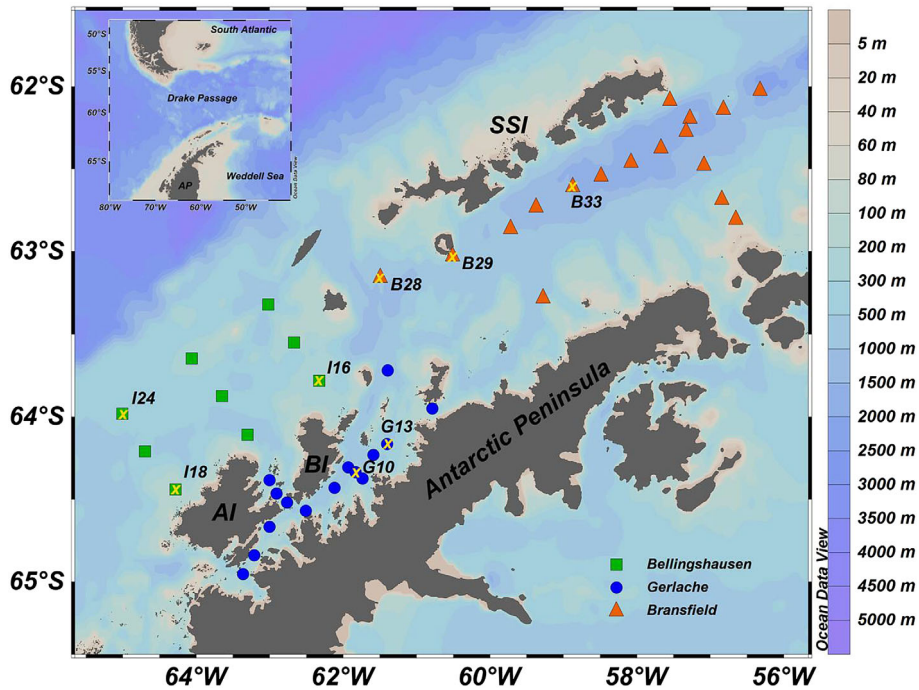 50°S
South Atlantic
55°S
Drake Passage
60°S
65°S
Weddell Sea
AP
80°W 70°W 60°W 50°W
Ocean Data View
62°S
63°S
64°S
65°S
64°W 62°W 60°W 58°W 56°W
SSI
B33
B29
B28
I16
I24
G13
G10
I18
BI
AI
Antarctic Peninsula
Bellingshausen
Gerlache
Bransfield
Ocean Data View
5 m
20 m
40 m
60 m
80 m
100 m
200 m
300 m
500 m
1000 m
1500 m
2000 m
2500 m
3000 m
3500 m
4000 m
4500 m
5000 m